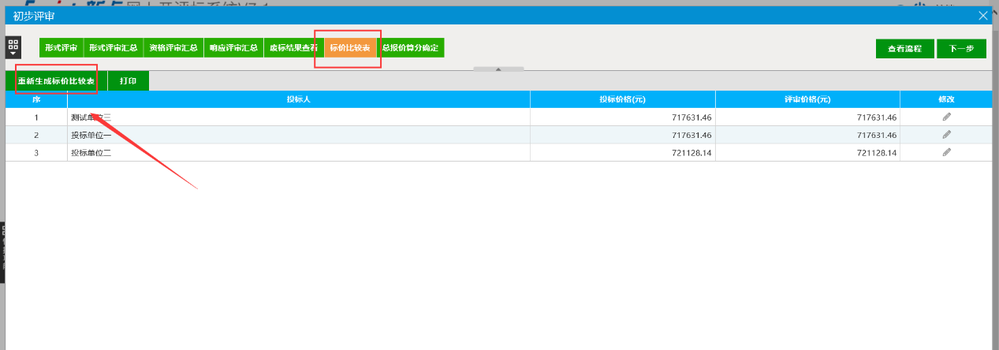 初步评审
形式评审 形式评审汇总 资格评审汇总 响应评审汇总 废标结果查看 标价比较表 总报价算分确定 查看流程 下一步
重新生成标价比较表 打印
序 投标人 投标价格(元) 评审价格(元) 修改
1 测试单位三 717631.46 717631.46
2 投标单位一 717631.46 717631.46
3 投标单位二 721128.14 721128.14